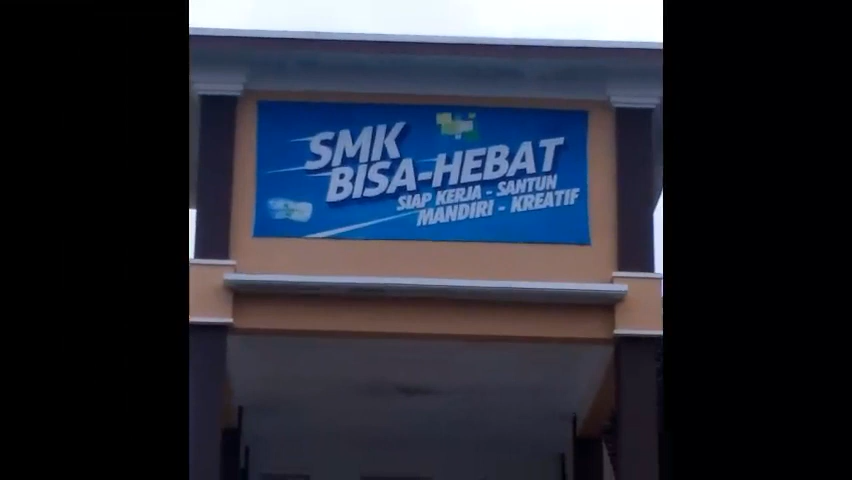 SMK
BISA-HEBAT
SIAP KERJA - SANTUN
MANDIRI - KREATIF